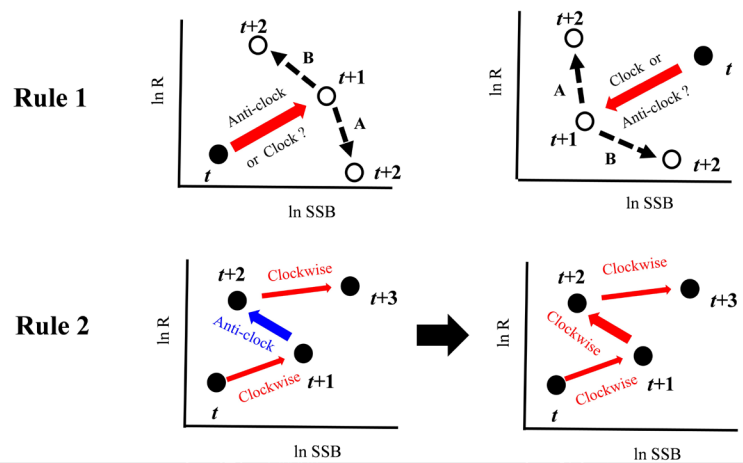 Rule 1
ln R
t+2
B
t+1
Anti-clock
A
or Clock ?
t
t+2
ln SSB
ln R
t+2
Clock or
t
A
Anti-clock ?
t+1
B
t+2
ln SSB
Rule 2
ln R
t+2
Clockwise
t+3
Anti-clock
t+1
Clockwise
t
ln SSB
ln R
t+2
Clockwise
t+3
Clockwise
t+1
Clockwise
t
ln SSB